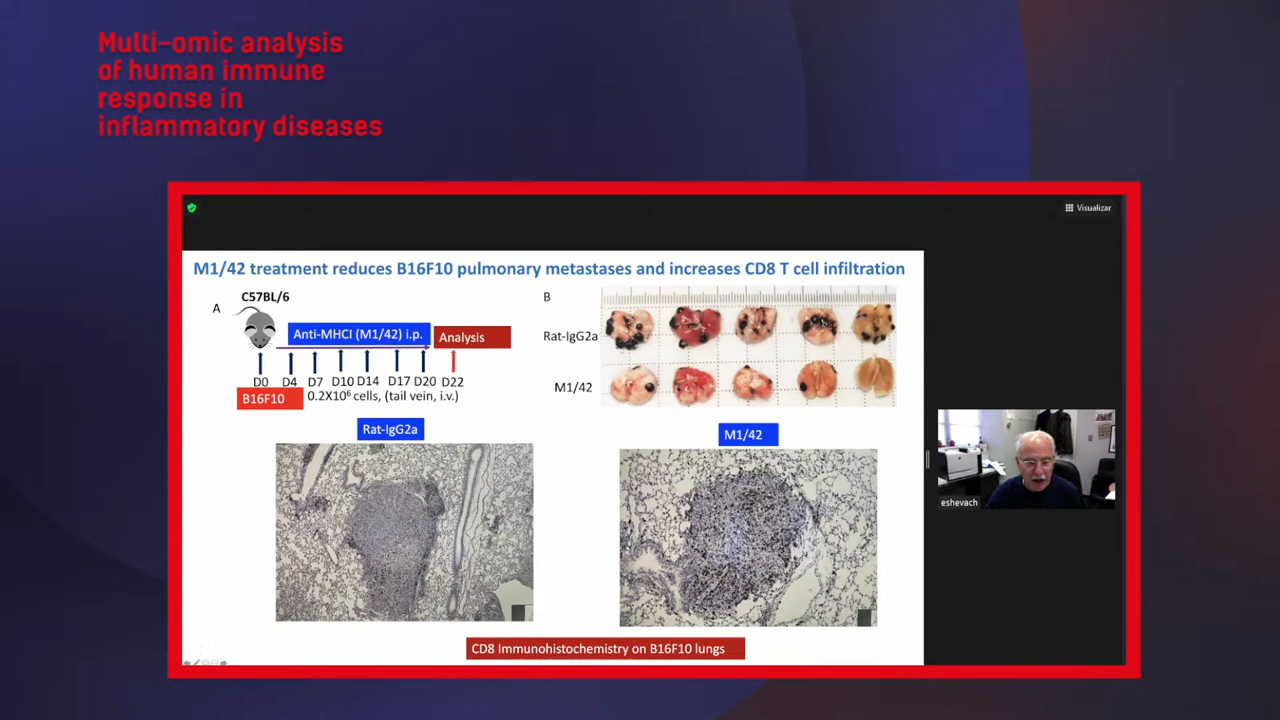 Multi-omic analysis
of human immune
response in
inflammatory diseases
Visualizar
M1/42 treatment reduces B16F10 pulmonary metastases and increases CD8 T cell infiltration
C57BL/6
A
Anti-MHCI (M1/42) i.p.
Analysis
D0 D4 D7 D10 D14 D17 D20 D22
B16F10
0.2X10⁶ cells, (tail vein, i.v.)
B
Rat-IgG2a
M1/42
Rat-IgG2a
M1/42
CD8 Immunohistochemistry on B16F10 lungs
eshevach